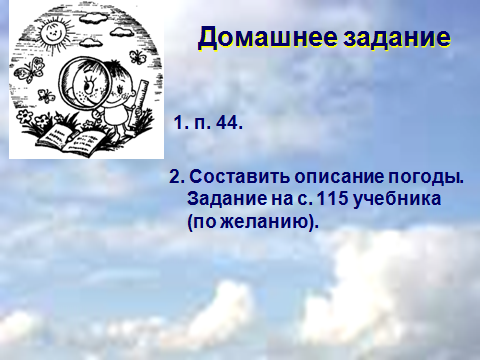 Домашнее задание
1. п. 44.
2. Составить описание погоды.
Задание на с. 115 учебника
(по желанию).